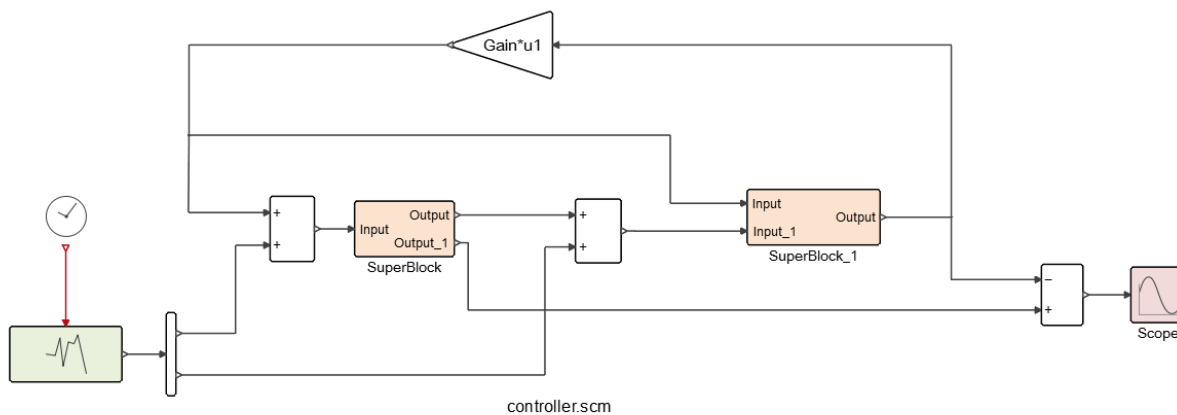 Gain*u1
+
+
Input
Output
Output_1
SuperBlock
+
+
Input
Input_1
Output
SuperBlock_1
−
+
Scope
controller.scm